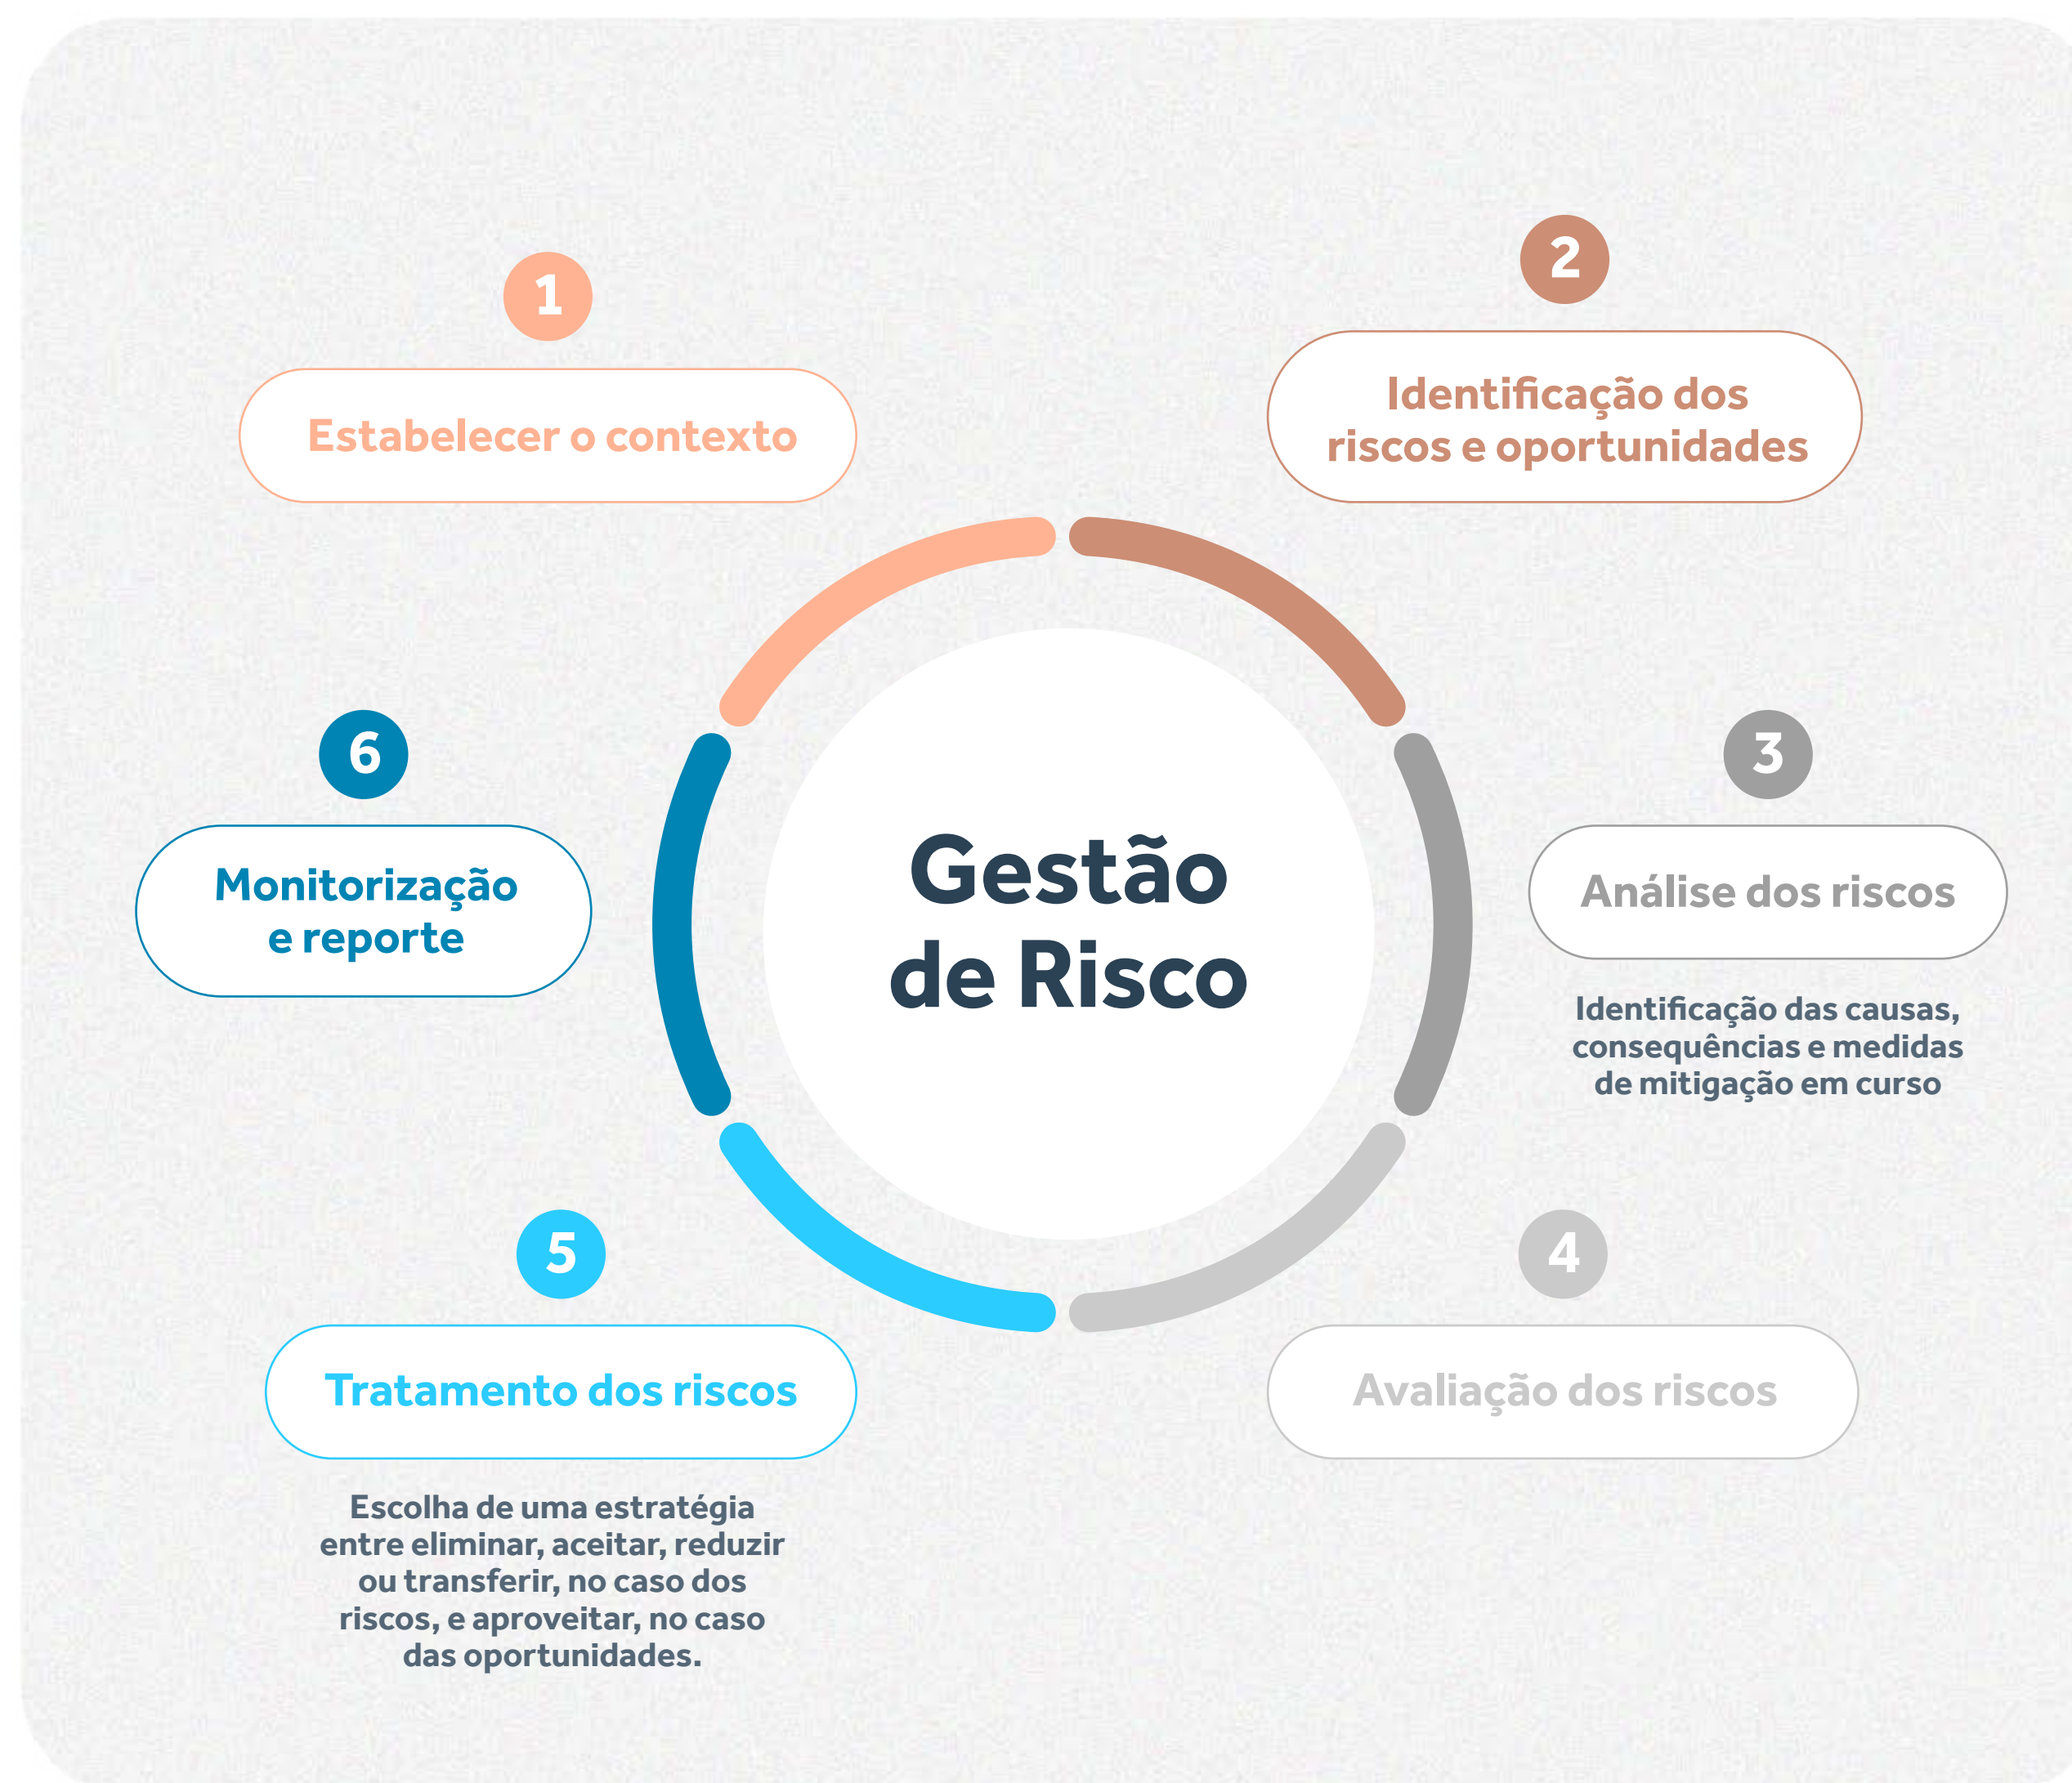 1
Estabelecer o contexto
2
Identificação dos
riscos e oportunidades
3
Análise dos riscos
Identificação das causas,
consequências e medidas
de mitigação em curso
4
Avaliação dos riscos
5
Tratamento dos riscos
Escolha de uma estratégia
entre eliminar, aceitar, reduzir
ou transferir, no caso dos
riscos, e aproveitar, no caso
das oportunidades.
6
Monitorização
e reporte
Gestão
de Risco